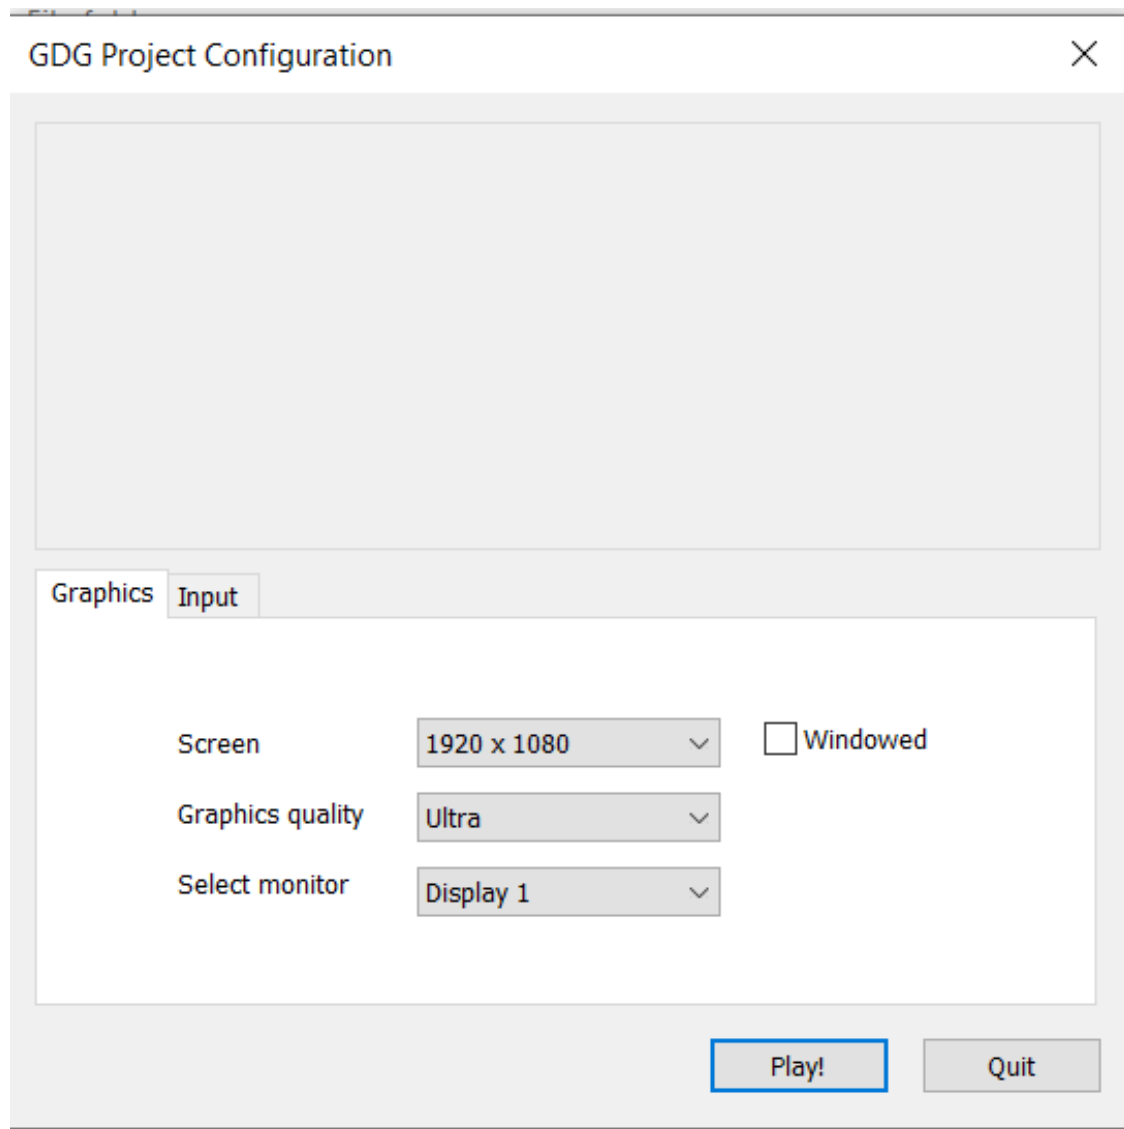 GDG Project Configuration
Graphics
Input
Screen
1920 x 1080
Windowed
Graphics quality
Ultra
Select monitor
Display 1
Play!
Quit